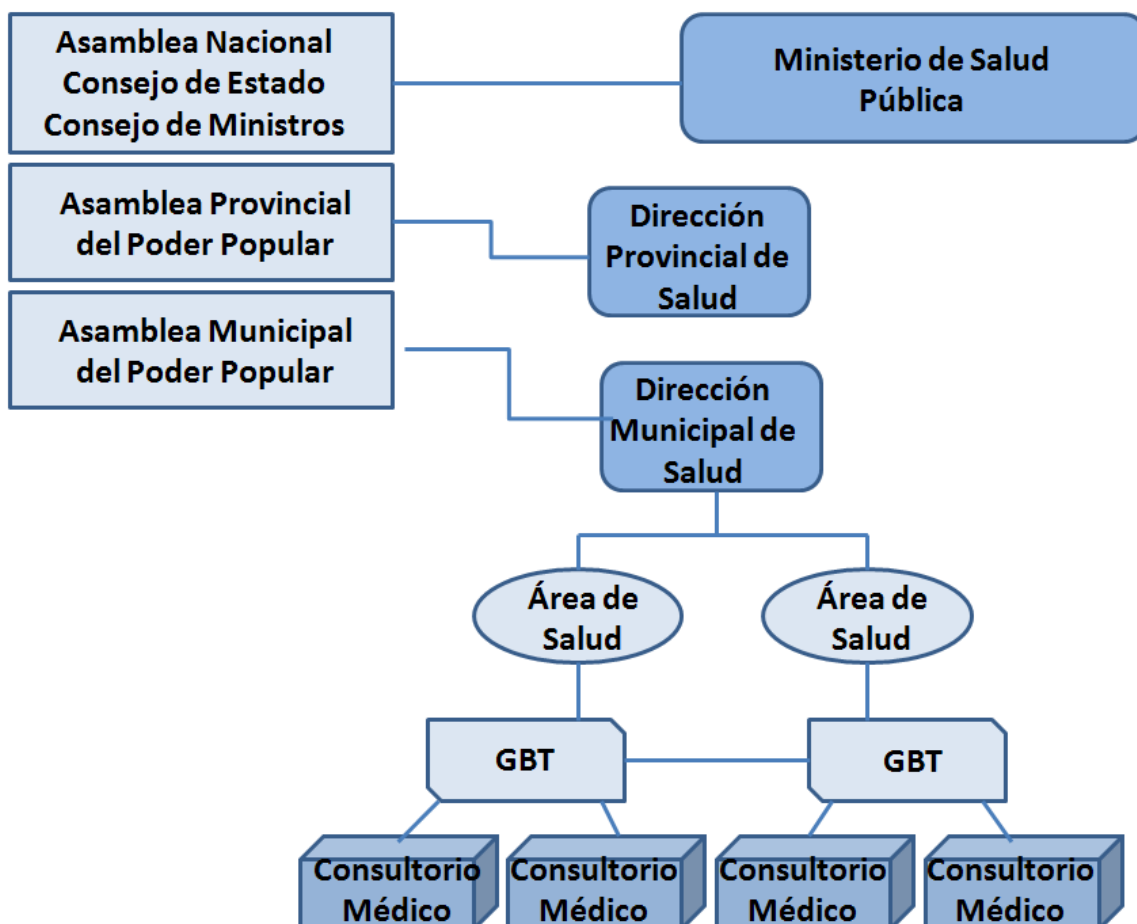 Asamblea Nacional
Consejo de Estado
Consejo de Ministros
Ministerio de Salud
Pública
Asamblea Provincial
del Poder Popular
Dirección
Provincial de
Salud
Asamblea Municipal
del Poder Popular
Dirección
Municipal de
Salud
Área de
Salud
Área de
Salud
GBT
GBT
Consultorio
Médico
Consultorio
Médico
Consultorio
Médico
Consultorio
Médico